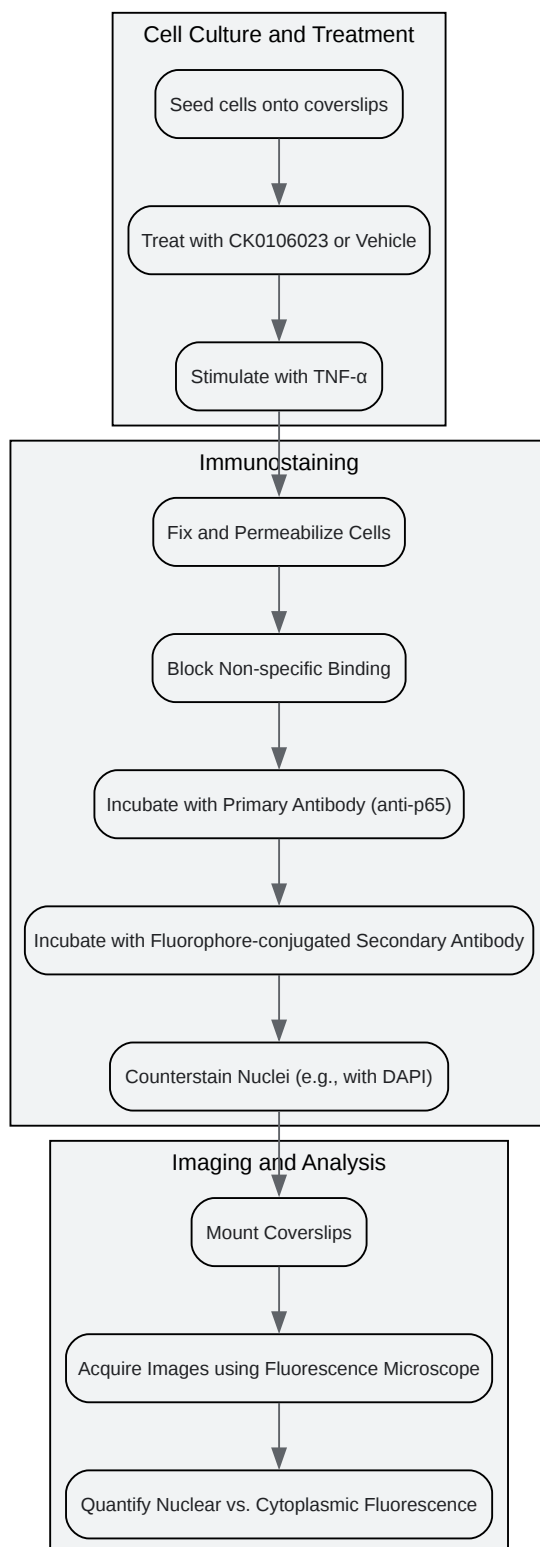 Cell Culture and Treatment
Seed cells onto coverslips
Treat with CK0106023 or Vehicle
Stimulate with TNF-α
Immunostaining
Fix and Permeabilize Cells
Block Non-specific Binding
Incubate with Primary Antibody (anti-p65)
Incubate with Fluorophore-conjugated Secondary Antibody
Counterstain Nuclei (e.g., with DAPI)
Imaging and Analysis
Mount Coverslips
Acquire Images using Fluorescence Microscope
Quantify Nuclear vs. Cytoplasmic Fluorescence